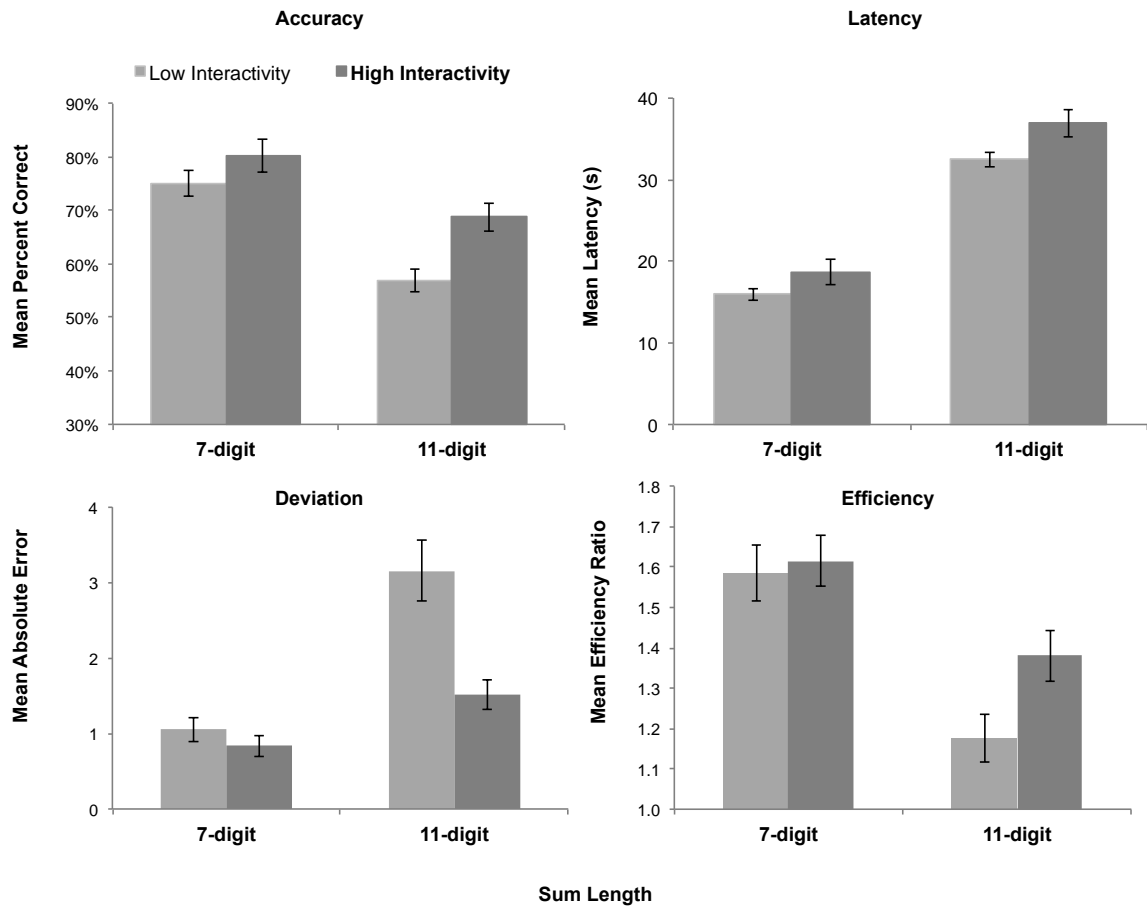 Accuracy
Low Interactivity High Interactivity
Mean Percent Correct
90%
80%
70%
60%
50%
40%
30%
7-digit 11-digit
Latency
Mean Latency (s)
40
30
20
10
0
7-digit 11-digit
Deviation
Mean Absolute Error
4
3
2
1
0
7-digit 11-digit
Efficiency
Mean Efficiency Ratio
1.8
1.7
1.6
1.5
1.4
1.3
1.2
1.1
1.0
7-digit 11-digit
Sum Length